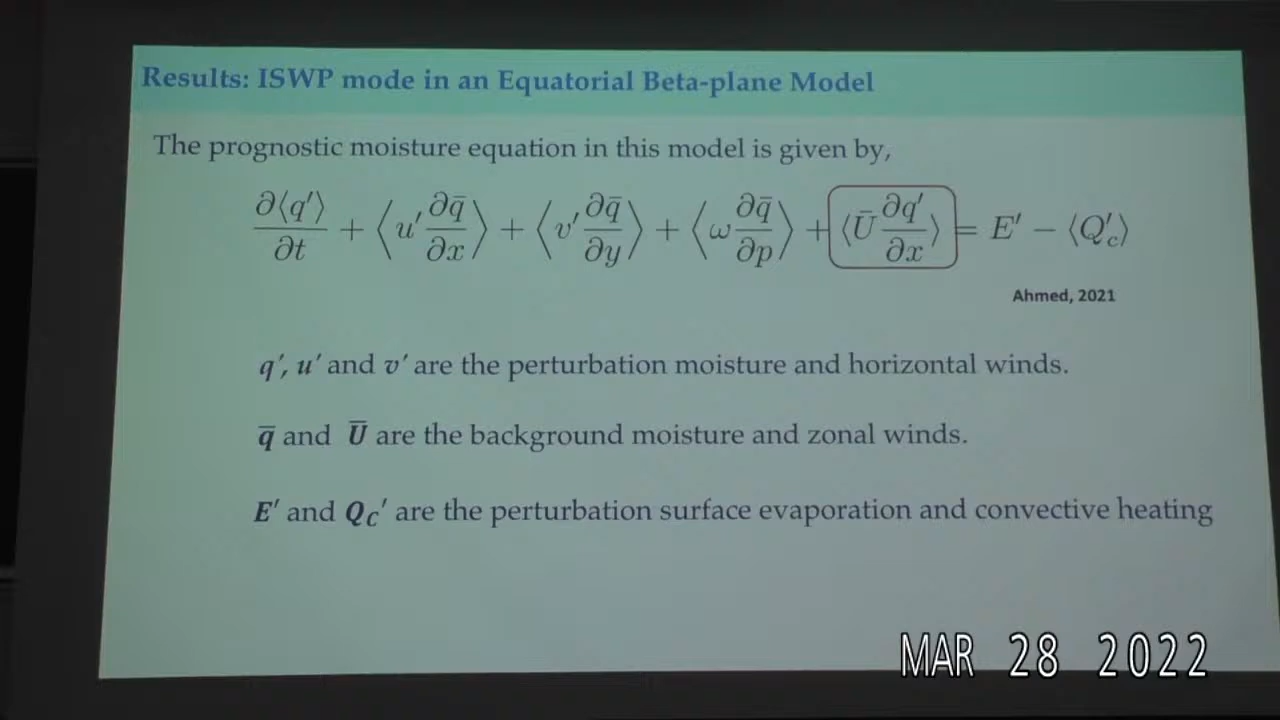 Results: ISWP mode in an Equatorial Beta-plane Model
The prognostic moisture equation in this model is given by,
∂⟨q′⟩/∂t + ⟨u′ ∂q̄/∂x⟩ + ⟨v′ ∂q̄/∂y⟩ + ⟨ω ∂q̄/∂p⟩ + ⟨Ū ∂q′/∂x⟩ = E′ − ⟨Q′c⟩
Ahmed, 2021
q′, u′ and v′ are the perturbation moisture and horizontal winds.
q̄ and Ū are the background moisture and zonal winds.
E′ and QC′ are the perturbation surface evaporation and convective heating
MAR 28 2022